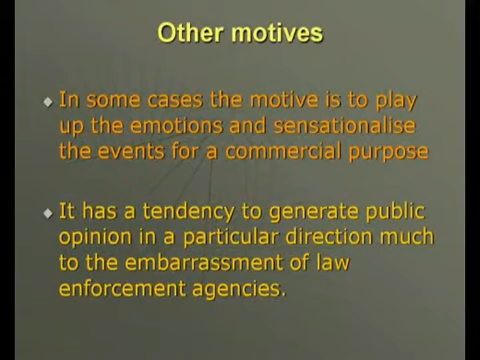 Other motives
In some cases the motive is to play
up the emotions and sensationalise
the events for a commercial purpose
It has a tendency to generate public
opinion in a particular direction much
to the embarrassment of law
enforcement agencies.